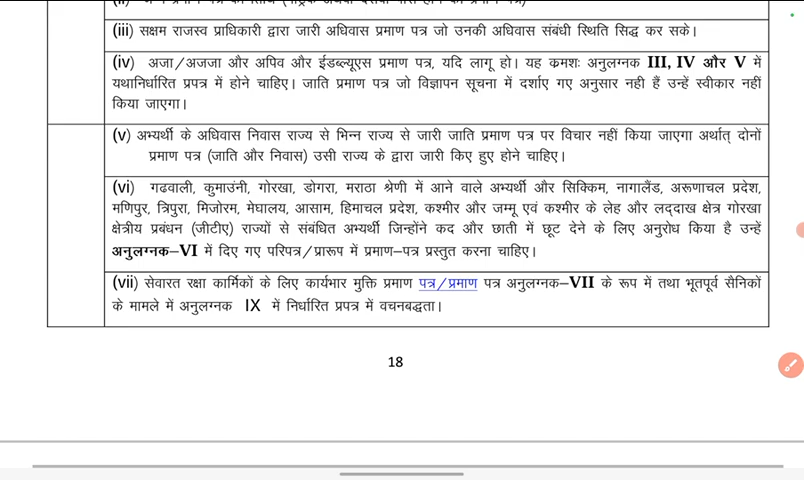 (iii) सक्षम राजस्व प्राधिकारी द्वारा जारी अधिवास प्रमाण पत्र जो उनकी अधिवास संबंधी स्थिति सिद्ध कर सके।
(iv) अजा/अजजा और अपिव और ईडब्ल्यूएस प्रमाण पत्र, यदि लागू हो। यह क्रमशः अनुलग्नक III, IV और V में
यथानिर्धारित प्रपत्र में होने चाहिए। जाति प्रमाण पत्र जो विज्ञापन सूचना में दर्शाए गए अनुसार नही हैं उन्हें स्वीकार नहीं
किया जाएगा।
(v) अभ्यर्थी के अधिवास निवास राज्य से भिन्न राज्य से जारी जाति प्रमाण पत्र पर विचार नहीं किया जाएगा अर्थात् दोनों
प्रमाण पत्र (जाति और निवास) उसी राज्य के द्वारा जारी किए हुए होने चाहिए।
(vi) गढवाली, कुमाउंनी, गोरखा, डोगरा, मराठा श्रेणी में आने वाले अभ्यर्थी और सिक्किम, नागालैंड, अरूणाचल प्रदेश,
मणिपुर, त्रिपुरा, मिजोरम, मेघालय, आसाम, हिमाचल प्रदेश, कश्मीर और जम्मू एवं कश्मीर के लेह और लद्दाख क्षेत्र गोरखा
क्षेत्रीय प्रबंधन (जीटीए) राज्यों से संबंधित अभ्यर्थी जिन्होंने कद और छाती में छूट देने के लिए अनुरोध किया है उन्हें
अनुलग्नक–VI में दिए गए परिपत्र/प्रारूप में प्रमाण–पत्र प्रस्तुत करना चाहिए।
(vii) सेवारत रक्षा कार्मिकों के लिए कार्यभार मुक्ति प्रमाण पत्र/प्रमाण पत्र अनुलग्नक–VII के रूप में तथा भूतपूर्व सैनिकों
के मामले में अनुलग्नक IX में निर्धारित प्रपत्र में वचनबद्धता।
18